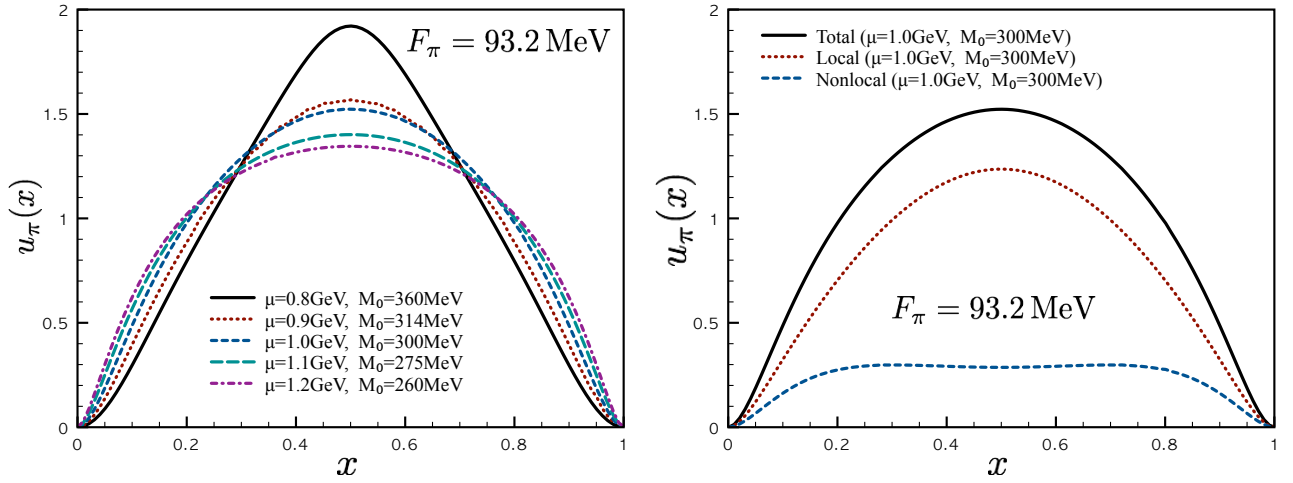 2
1.5
1
0.5
0
0
0.2
0.4
0.6
0.8
1
u_π(x)
x
F_π = 93.2 MeV
μ=0.8GeV, M₀=360MeV
μ=0.9GeV, M₀=314MeV
μ=1.0GeV, M₀=300MeV
μ=1.1GeV, M₀=275MeV
μ=1.2GeV, M₀=260MeV
2
1.5
1
0.5
0
0
0.2
0.4
0.6
0.8
1
u_π(x)
x
Total (μ=1.0GeV, M₀=300MeV)
Local (μ=1.0GeV, M₀=300MeV)
Nonlocal (μ=1.0GeV, M₀=300MeV)
F_π = 93.2 MeV